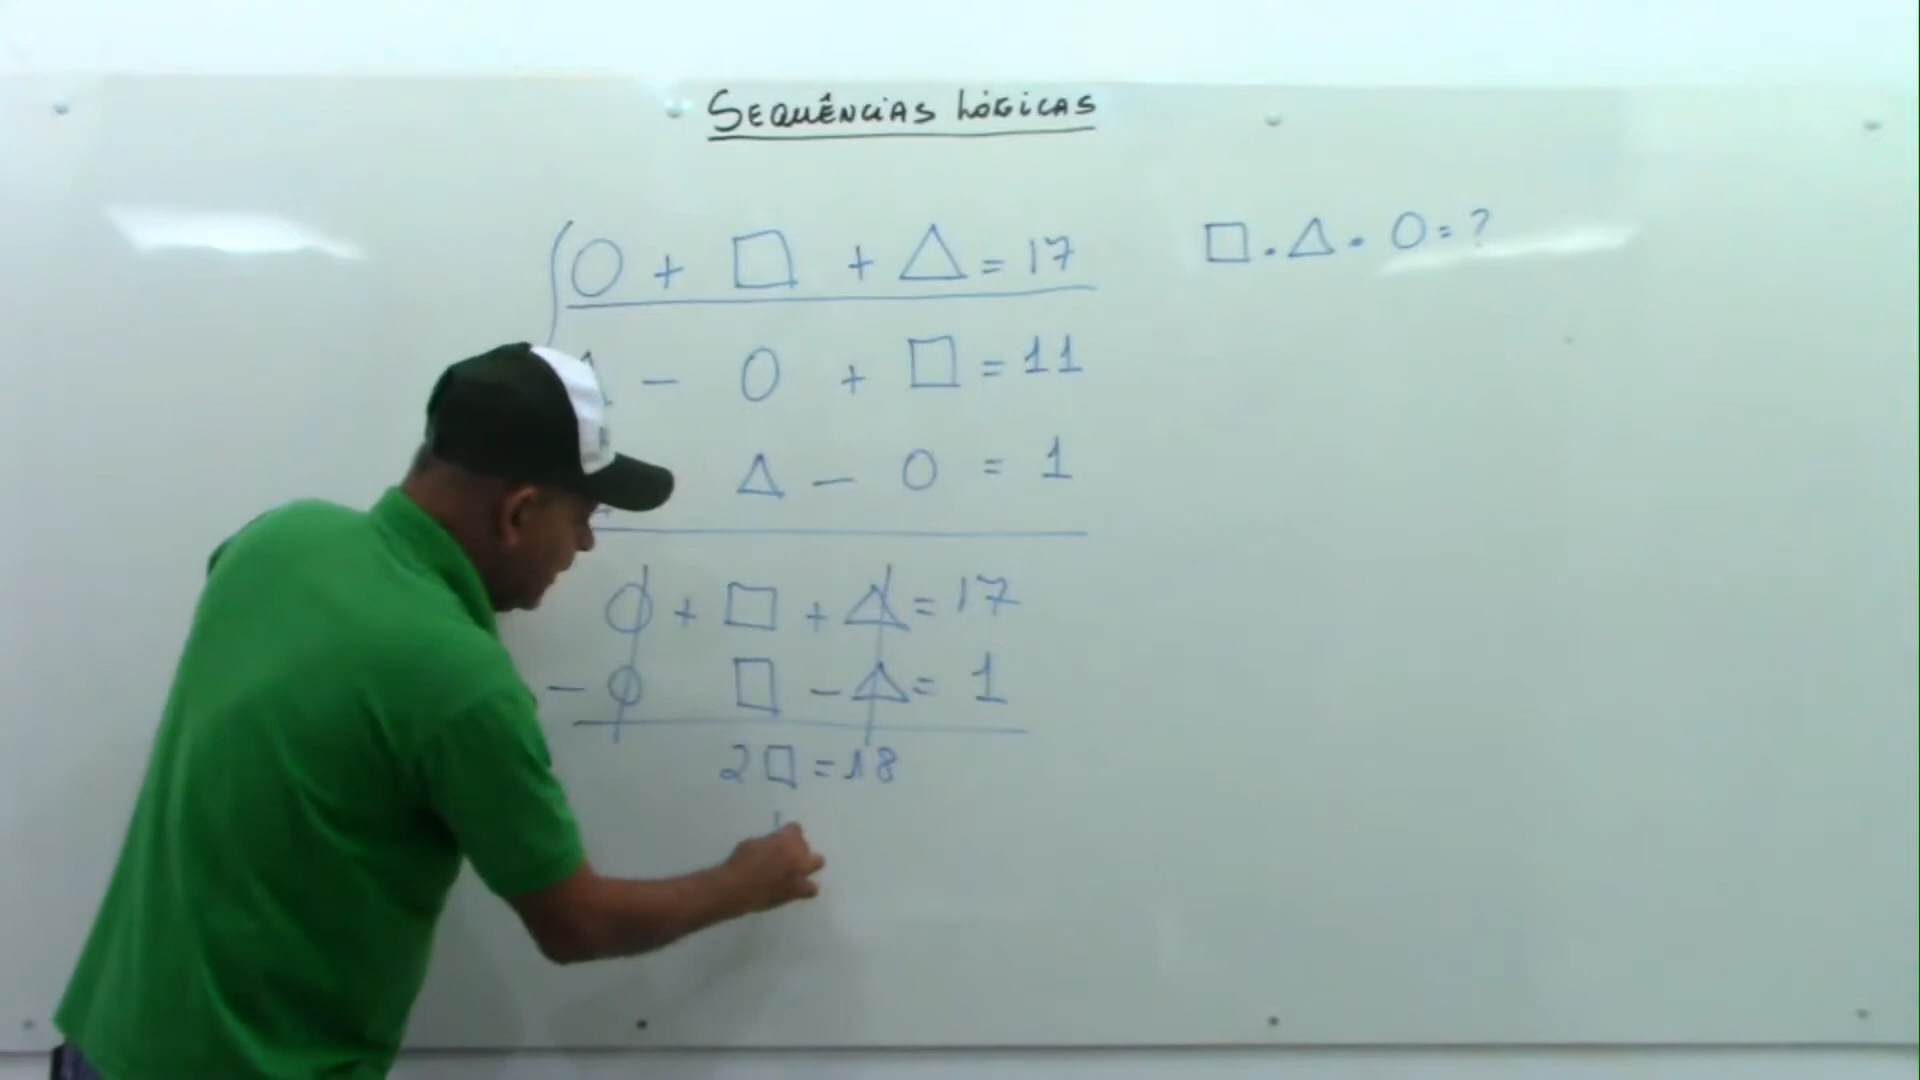 SEQUÊNCIAS LÓGICAS
○ + □ + △ = 17
□ . △ . ○ = ?
△ - ○ + □ = 11
△ - ○ = 1
○ + □ + △ = 17
- ○ □ - △ = 1
2 □ = 18